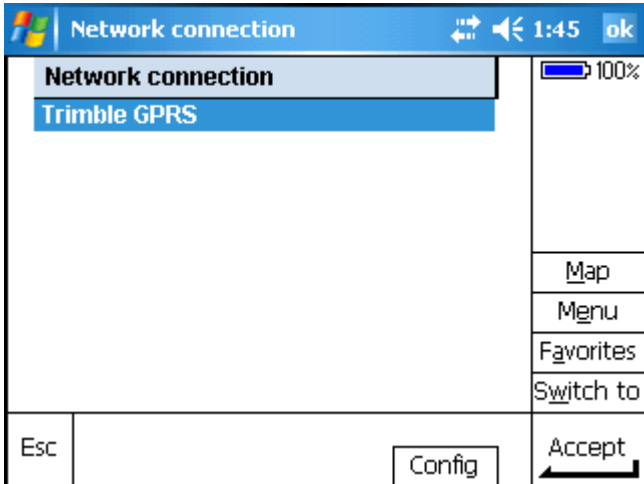 Network connection 1:45 ok
Network connection
100%
Trimble GPRS
Map
Menu
Favorites
Switch to
Esc
Config
Accept